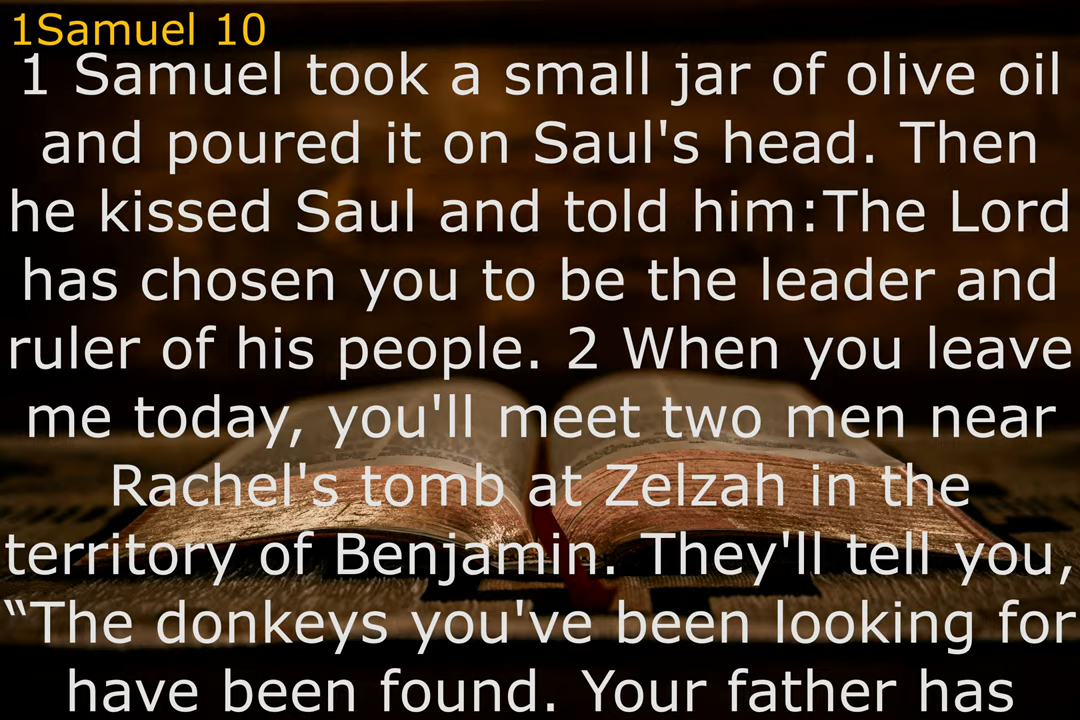 1Samuel 10
1 Samuel took a small jar of olive oil
and poured it on Saul's head. Then
he kissed Saul and told him:The Lord
has chosen you to be the leader and
ruler of his people. 2 When you leave
me today, you'll meet two men near
Rachel's tomb at Zelzah in the
territory of Benjamin. They'll tell you,
“The donkeys you've been looking for
have been found. Your father has